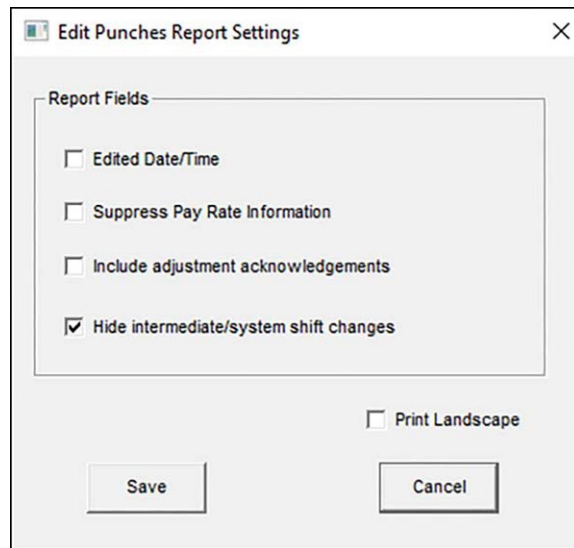 Edit Punches Report Settings
Report Fields
Edited Date/Time
Suppress Pay Rate Information
Include adjustment acknowledgements
Hide intermediate/system shift changes
Print Landscape
Save
Cancel